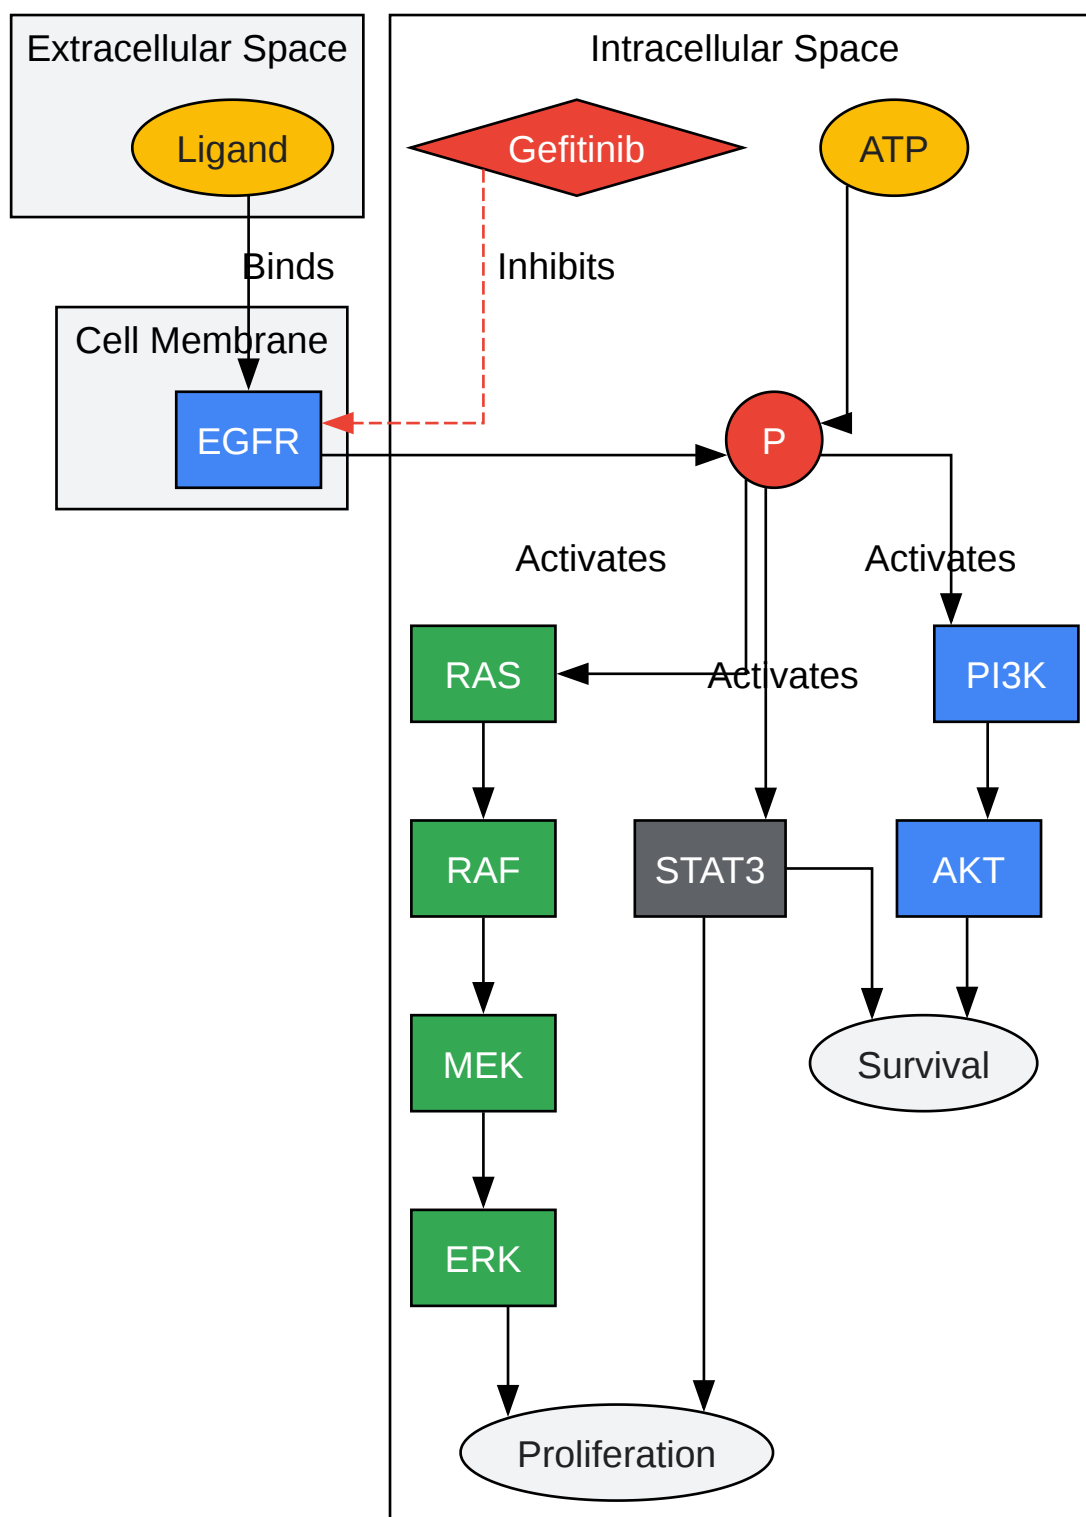 Extracellular Space
Intracellular Space
Ligand
Gefitinib
ATP
Binds
Inhibits
Cell Membrane
EGFR
P
Activates
Activates
RAS
Activates
PI3K
RAF
STAT3
AKT
MEK
Survival
ERK
Proliferation